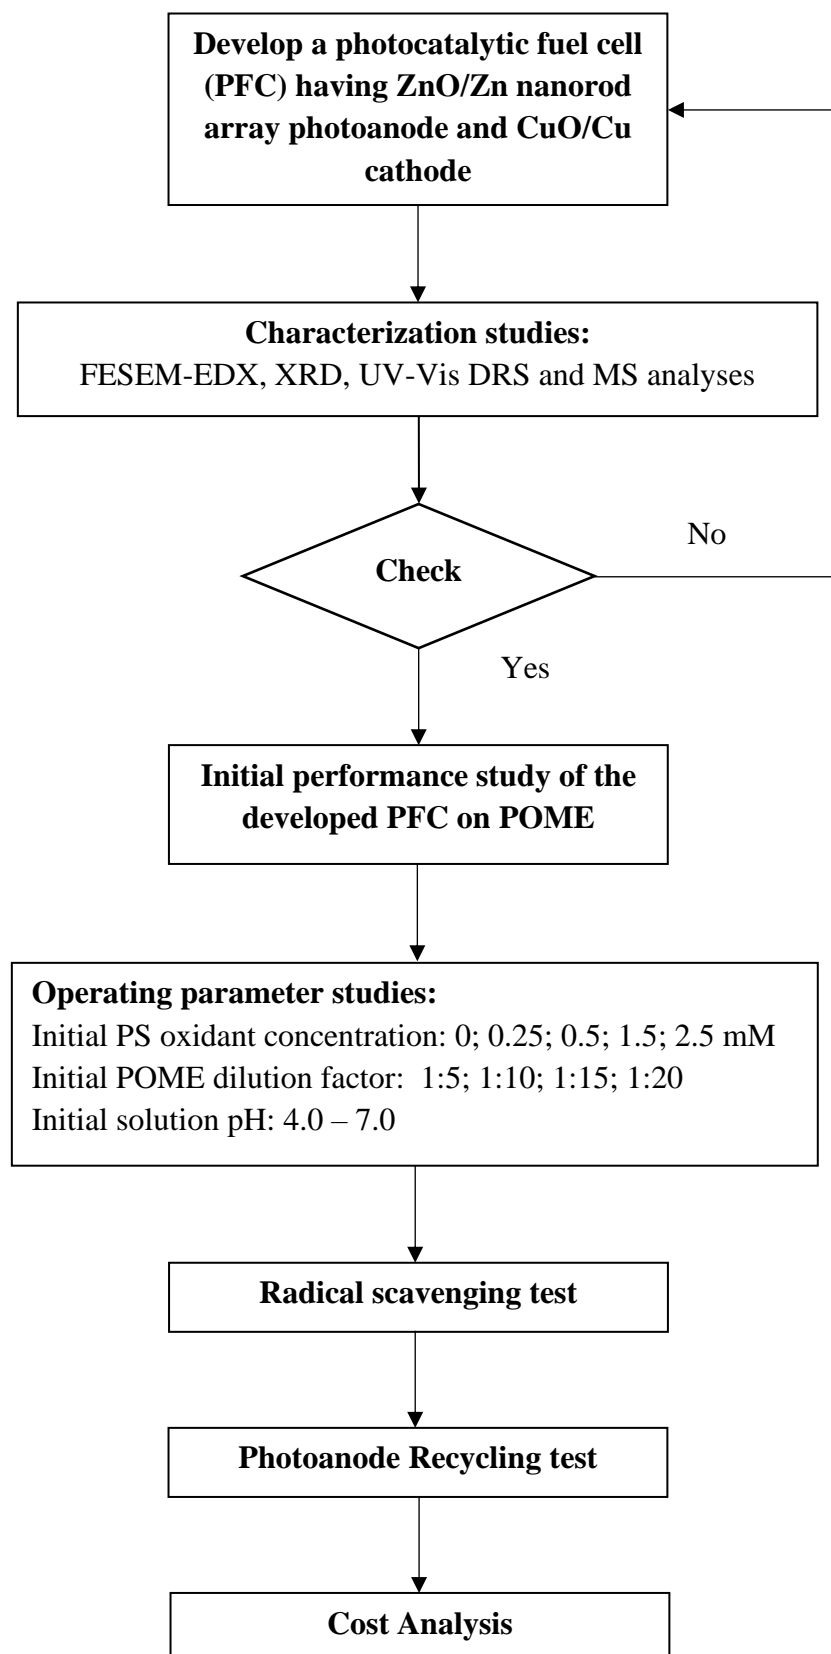 Develop a photocatalytic fuel cell
(PFC) having ZnO/Zn nanorod
array photoanode and CuO/Cu
cathode
Characterization studies:
FESEM-EDX, XRD, UV-Vis DRS and MS analyses
Check
No
Yes
Initial performance study of the
developed PFC on POME
Operating parameter studies:
Initial PS oxidant concentration: 0; 0.25; 0.5; 1.5; 2.5 mM
Initial POME dilution factor:  1:5; 1:10; 1:15; 1:20
Initial solution pH: 4.0 – 7.0
Radical scavenging test
Photoanode Recycling test
Cost Analysis